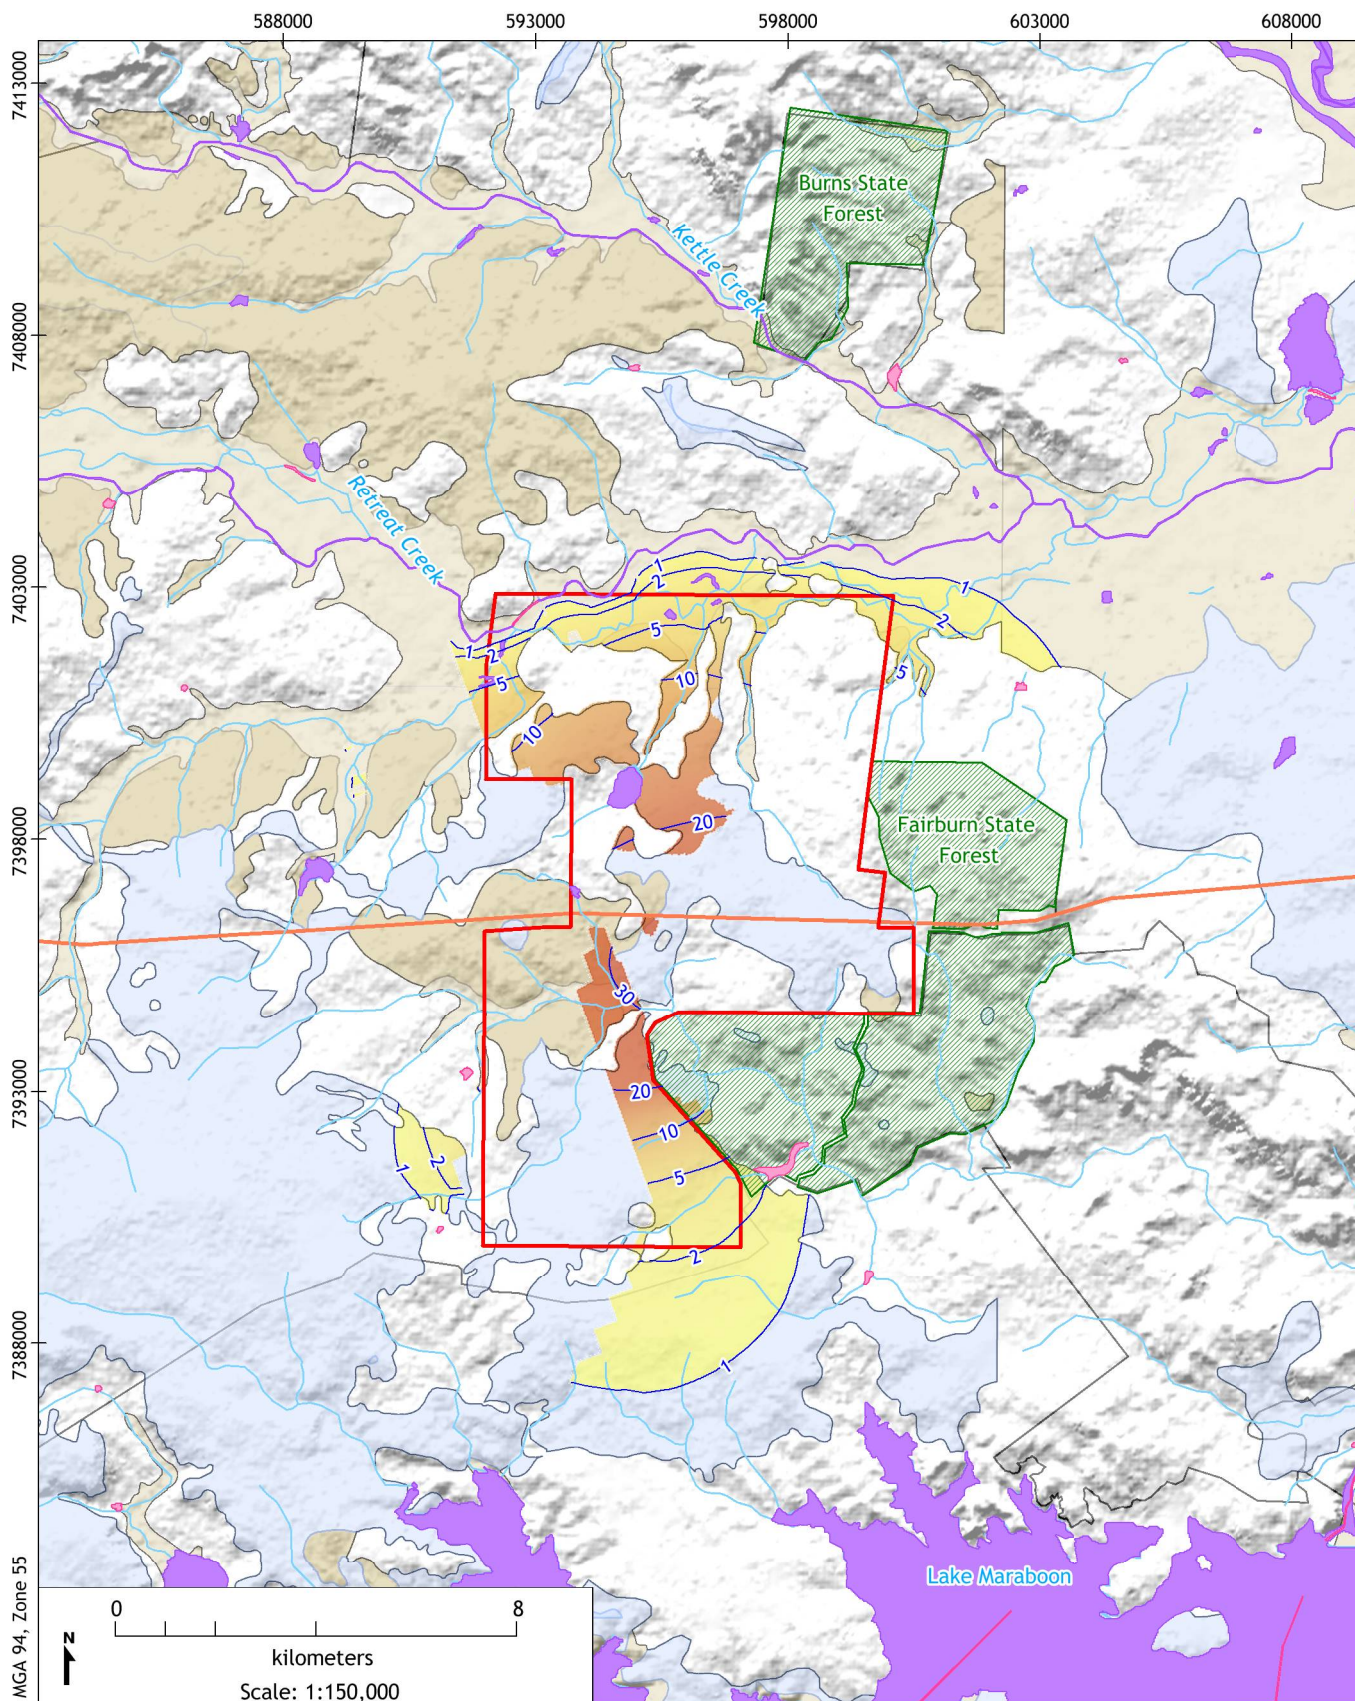 588000 593000 598000 603000 608000
7413000
Burns State
Forest
Kettle Creek
7408000
Retreat Creek
7403000
1
2
1
1
2
2
5
5
5
10
10
7398000
20
Fairburn State
Forest
30
7393000
20
10
1
2
5
2
7388000
1
Lake Maraboon
MGA 94, Zone 55
0 8
N
kilometers
Scale: 1:150,000